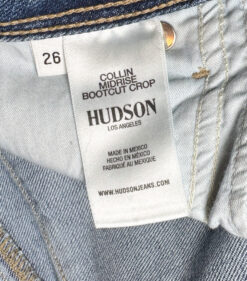 26
COLLIN
MIDRISE
BOOTCUT CROP
HUDSON
LOS ANGELES
MADE IN MEXICO
HECHO EN MÉXICO
FABRIQUÉ AU MEXIQUE
WWW.HUDSONJEANS.COM